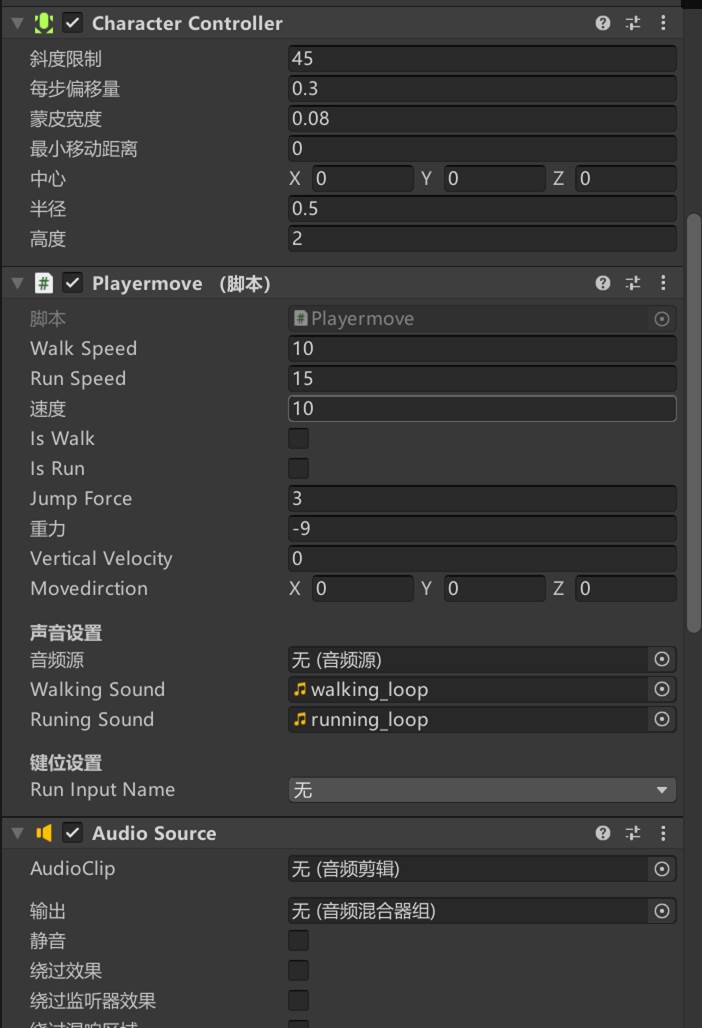 Character Controller
斜度限制 45
每步偏移量 0.3
蒙皮宽度 0.08
最小移动距离 0
中心 X 0 Y 0 Z 0
半径 0.5
高度 2
Playermove (脚本)
脚本 Playermove
Walk Speed 10
Run Speed 15
速度 10
Is Walk
Is Run
Jump Force 3
重力 -9
Vertical Velocity 0
Movedirction X 0 Y 0 Z 0
声音设置
音频源 无 (音频源)
Walking Sound walking_loop
Runing Sound running_loop
键位设置
Run Input Name 无
Audio Source
AudioClip 无 (音频剪辑)
输出 无 (音频混合器组)
静音
绕过效果
绕过监听器效果